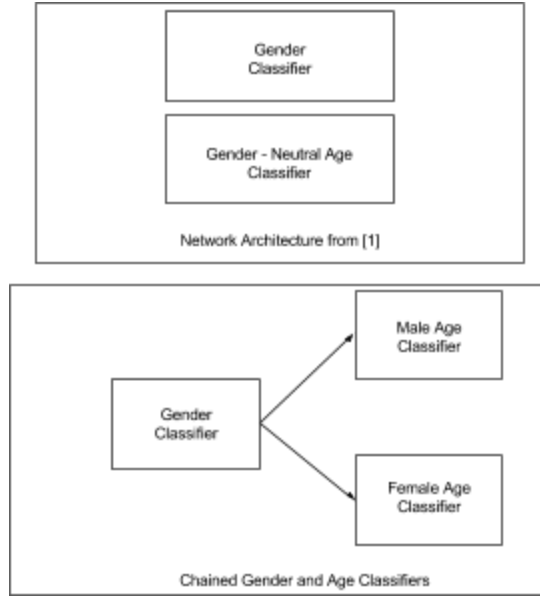 Gender
Classifier
Gender - Neutral Age
Classifier
Network Architecture from [1]
Male Age
Classifier
Gender
Classifier
Female Age
Classifier
Chained Gender and Age Classifiers